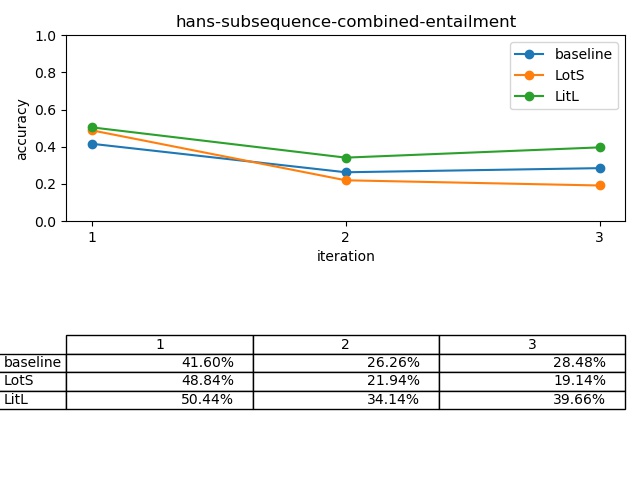 hans-subsequence-combined-entailment
1.0
0.8
0.6
0.4
0.2
0.0
accuracy
baseline
LotS
LitL
1 2 3
iteration
1 2 3
baseline 41.60% 26.26% 28.48%
LotS 48.84% 21.94% 19.14%
LitL 50.44% 34.14% 39.66%